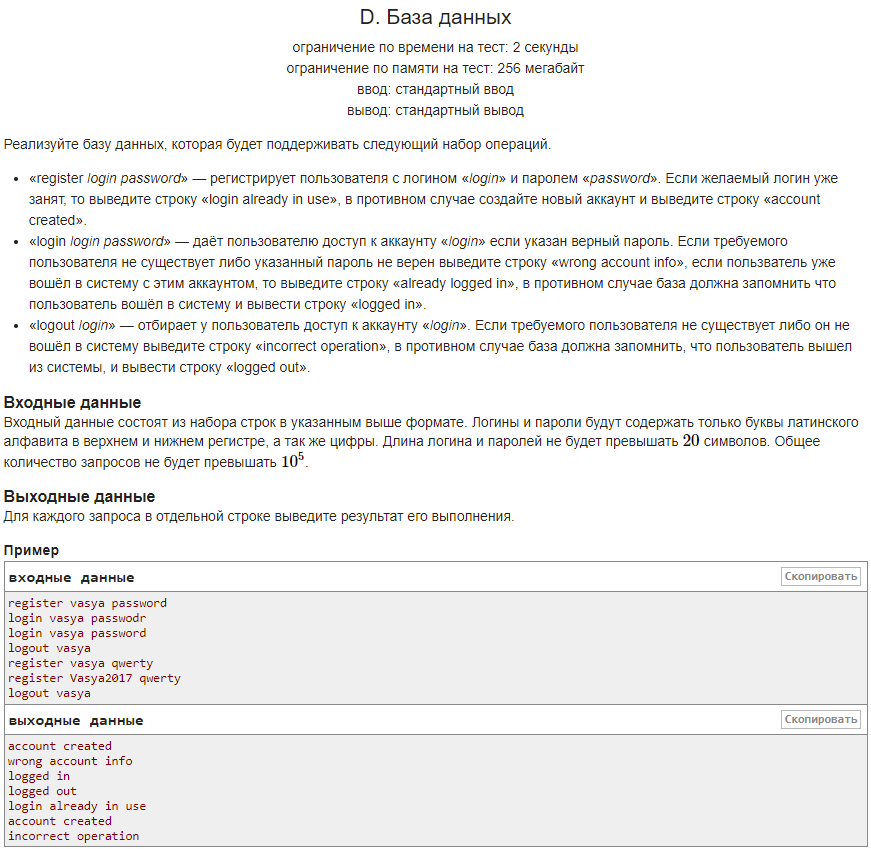 D. База данных
ограничение по времени на тест: 2 секунды
ограничение по памяти на тест: 256 мегабайт
ввод: стандартный ввод
вывод: стандартный вывод
Реализуйте базу данных, которая будет поддерживать следующий набор операций.
• «register login password» — регистрирует пользователя с логином «login» и паролем «password». Если желаемый логин уже
занят, то выведите строку «login already in use», в противном случае создайте новый аккаунт и выведите строку «account
created».
• «login login password» — даёт пользователю доступ к аккаунту «login» если указан верный пароль. Если требуемого
пользователя не существует либо указанный пароль не верен выведите строку «wrong account info», если пользватель уже
вошёл в систему с этим аккаунтом, то выведите строку «already logged in», в противном случае база должна запомнить что
пользователь вошёл в систему и вывести строку «logged in».
• «logout login» — отбирает у пользователь доступ к аккаунту «login». Если требуемого пользователя не существует либо он не
вошёл в систему выведите строку «incorrect operation», в противном случае база должна запомнить, что пользователь вышел
из системы, и вывести строку «logged out».
Входные данные
Входный данные состоят из набора строк в указанным выше формате. Логины и пароли будут содержать только буквы латинского
алфавита в верхнем и нижнем регистре, а так же цифры. Длина логина и паролей не будет превышать 20 символов. Общее
количество запросов не будет превышать 10⁵.
Выходные данные
Для каждого запроса в отдельной строке выведите результат его выполнения.
Пример
входные данные Скопировать
register vasya password
login vasya passwodr
login vasya password
logout vasya
register vasya qwerty
register Vasya2017 qwerty
logout vasya
выходные данные Скопировать
account created
wrong account info
logged in
logged out
login already in use
account created
incorrect operation